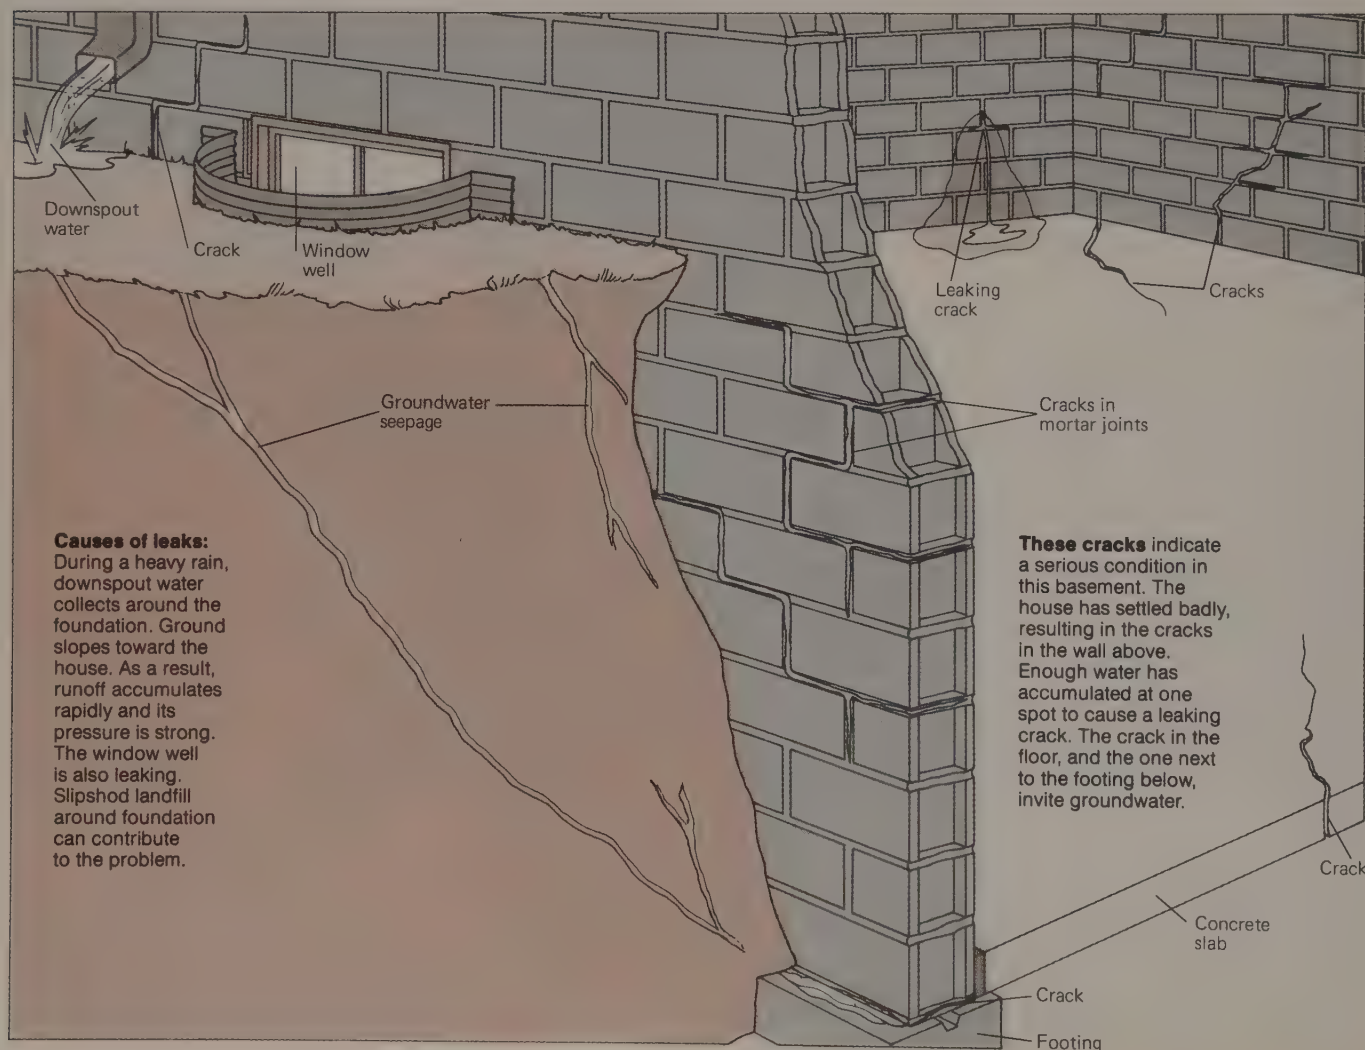 Downspout
water
Crack
Window
well
Leaking
crack
Cracks
Groundwater
seepage
Cracks in
mortar joints
Causes of leaks:
During a heavy rain,
downspout water
collects around the
foundation. Ground
slopes toward the
house. As a result,
runoff accumulates
rapidly and its
pressure is strong.
The window well
is also leaking.
Slipshod landfill
around foundation
can contribute
to the problem.
These cracks indicate
a serious condition in
this basement. The
house has settled badly,
resulting in the cracks
in the wall above.
Enough water has
accumulated at one
spot to cause a leaking
crack. The crack in the
floor, and the one next
to the footing below,
invite groundwater.
Crack
Concrete
slab
Crack
Footing